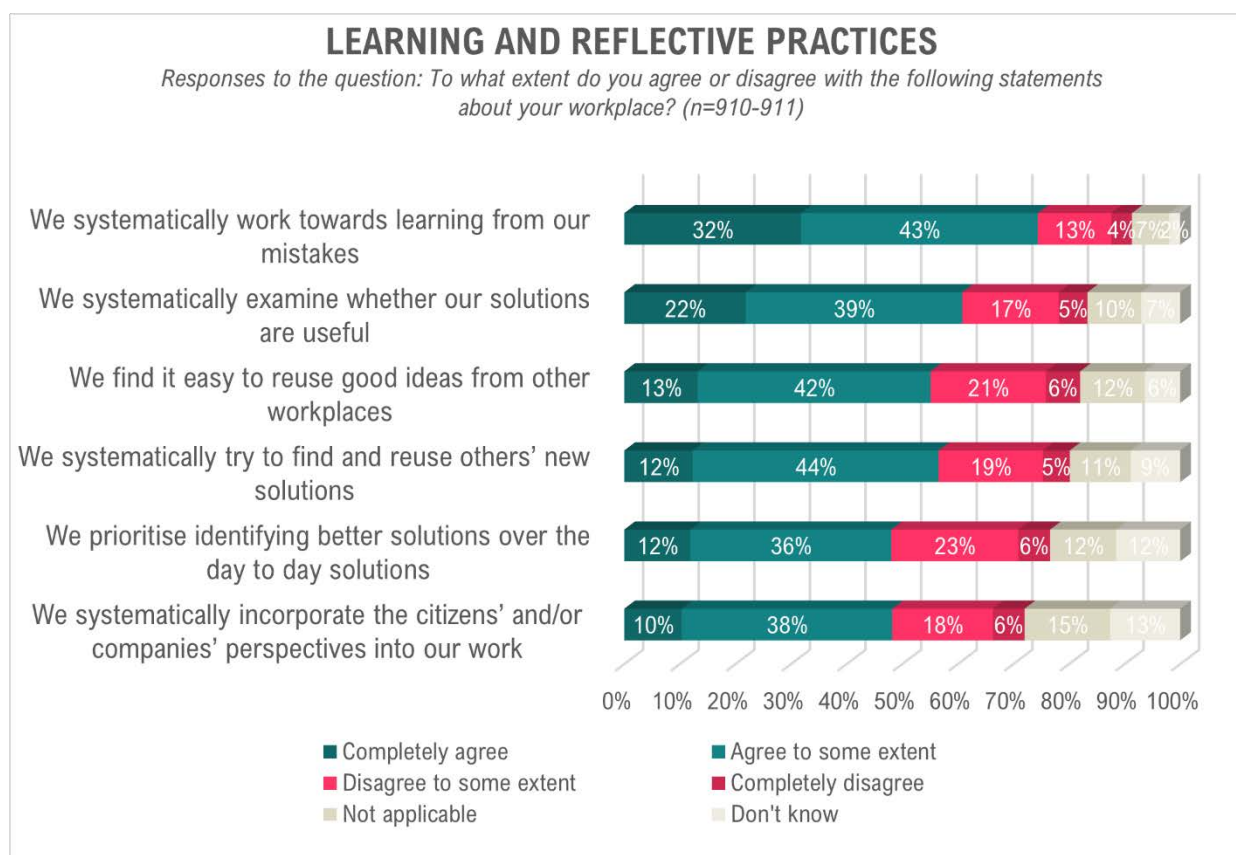 LEARNING AND REFLECTIVE PRACTICES
Responses to the question: To what extent do you agree or disagree with the following statements
about your workplace? (n=910-911)
We systematically work towards learning from our
mistakes
32% 43% 13% 4% 7% 2%
We systematically examine whether our solutions
are useful
22% 39% 17% 5% 10% 7%
We find it easy to reuse good ideas from other
workplaces
13% 42% 21% 6% 12% 6%
We systematically try to find and reuse others’ new
solutions
12% 44% 19% 5% 11% 9%
We prioritise identifying better solutions over the
day to day solutions
12% 36% 23% 6% 12% 12%
We systematically incorporate the citizens’ and/or
companies’ perspectives into our work
10% 38% 18% 6% 15% 13%
0% 10% 20% 30% 40% 50% 60% 70% 80% 90% 100%
Completely agree Agree to some extent
Disagree to some extent Completely disagree
Not applicable Don't know